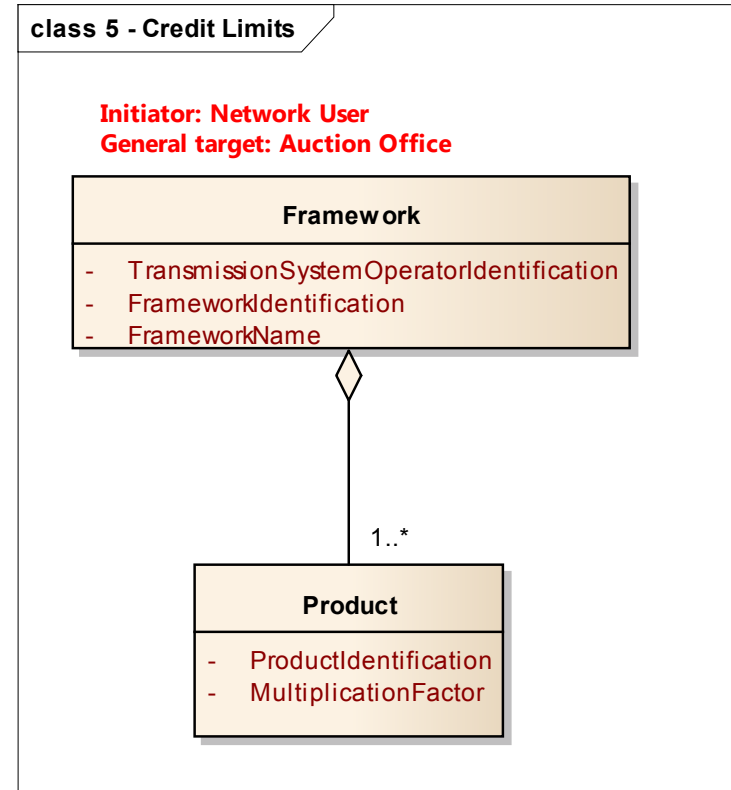 class 5 - Credit Limits
Initiator: Network User
General target: Auction Office
Framework
- TransmissionSystemOperatorIdentification
- FrameworkIdentification
- FrameworkName
1..*
Product
- ProductIdentification
- MultiplicationFactor